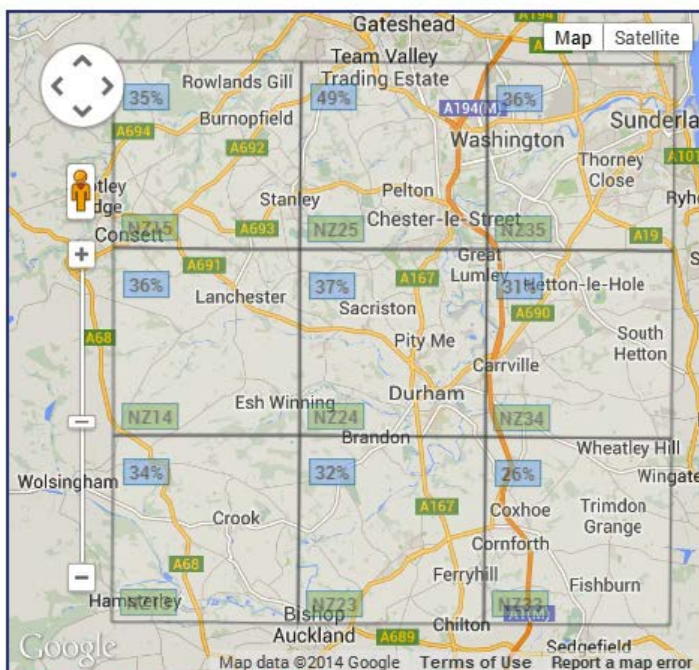 Gateshead
A194
Map Satellite
Team Valley
Trading Estate
Rowlands Gill
35%
49%
36%
A194(M)
Burnopfield
Washington
Sunderla
A694
A692
Thorney
Close
A101
Pelton
Stanley
Ryh
Chester-le-Street
NZ15
A693
NZ25
NZ35
A19
Consett
A691
Great
Lumley
36%
37%
A167
31%
Hetton-le-Hole
Lanchester
Sacriston
A690
A68
Pity Me
South
Hetton
Carrville
Durham
Esh Winning
NZ14
NZ24
NZ34
Brandon
Wheatley Hill
34%
32%
26%
Wolsingham
Wingate
A167
Coxhoe
Trimdon
Grange
Crook
Cornforth
A68
Ferryhill
Fishburn
Hamsterley
NZ23
A1(M)
Bishop
Auckland
Chilton
A689
Sedgefield
Google
Map data ©2014 Google Terms of Use Report a map error